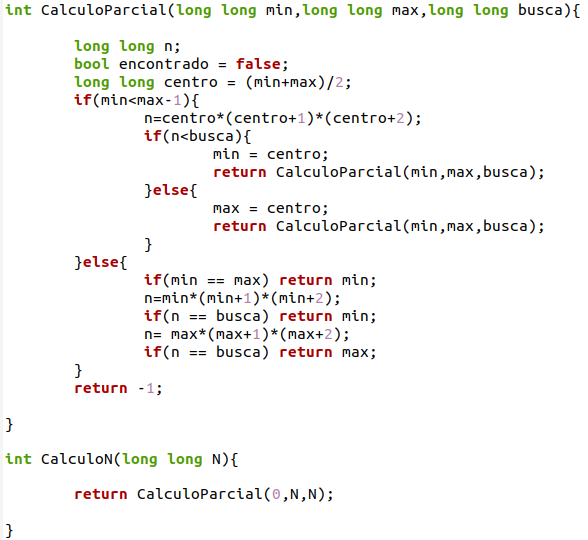 int CalculoParcial(long long min,long long max,long long busca){
long long n;
bool encontrado = false;
long long centro = (min+max)/2;
if(min<max-1){
n=centro*(centro+1)*(centro+2);
if(n<busca){
min = centro;
return CalculoParcial(min,max,busca);
}else{
max = centro;
return CalculoParcial(min,max,busca);
}
}else{
if(min == max) return min;
n=min*(min+1)*(min+2);
if(n == busca) return min;
n= max*(max+1)*(max+2);
if(n == busca) return max;
}
return -1;
}
int CalculoN(long long N){
return CalculoParcial(0,N,N);
}